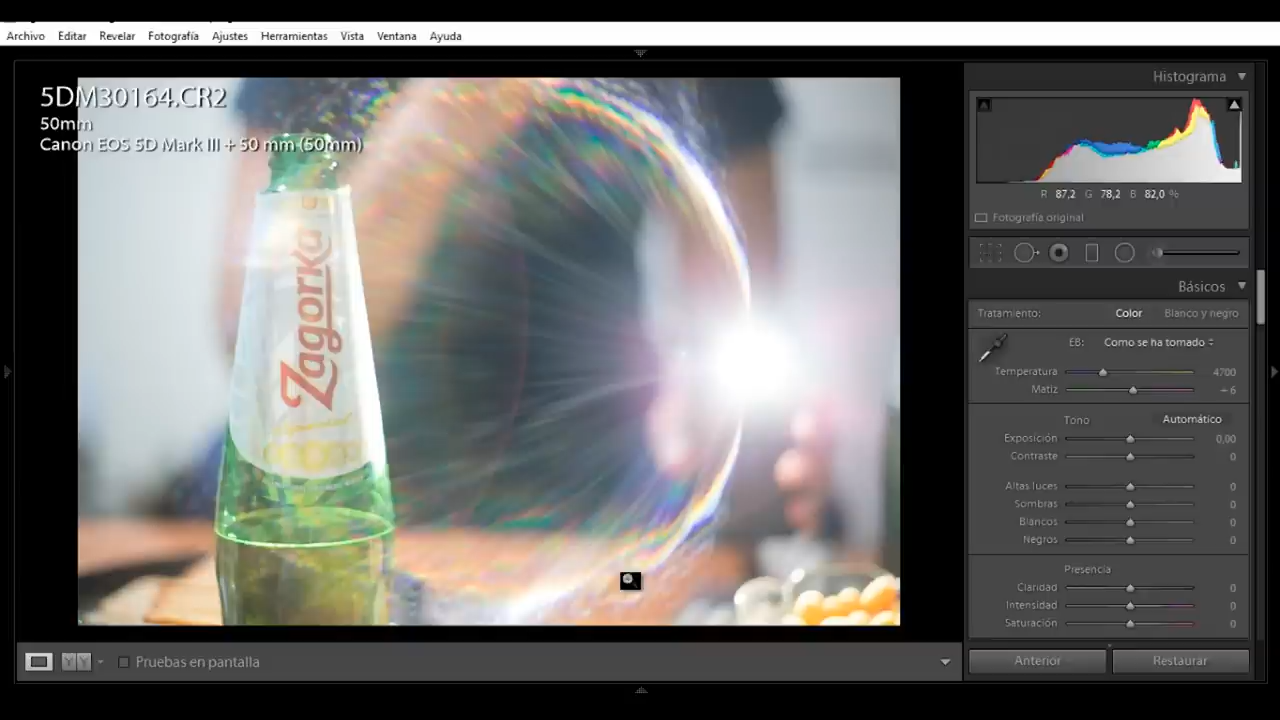 Archivo Editar Revelar Fotografía Ajustes Herramientas Vista Ventana Ayuda
5DM30164.CR2
50mm
Canon EOS 5D Mark III + 50 mm (50mm)
Zagorka
Histograma
R 87,2 G 78,2 B 82,0 %
Fotografía original
Básicos
Tratamiento: Color Blanco y negro
EB: Como se ha tomado
Temperatura 4700
Matiz + 6
Tono Automático
Exposición 0,00
Contraste 0
Altas luces 0
Sombras 0
Blancos 0
Negros 0
Presencia
Claridad 0
Intensidad 0
Saturación 0
Pruebas en pantalla
Anterior Restaurar